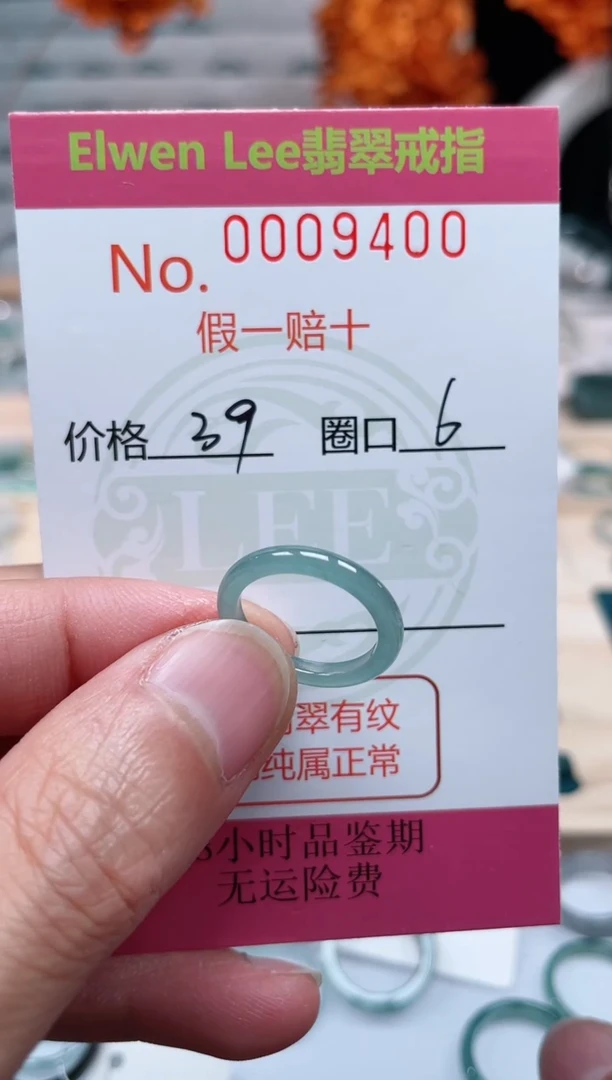 Elwen Lee翡翠戒指
No. 0009400
假一赔十
价格 39 圈口 6
LEE
翠有纹
纯属正常
小时品鉴期
无运险费